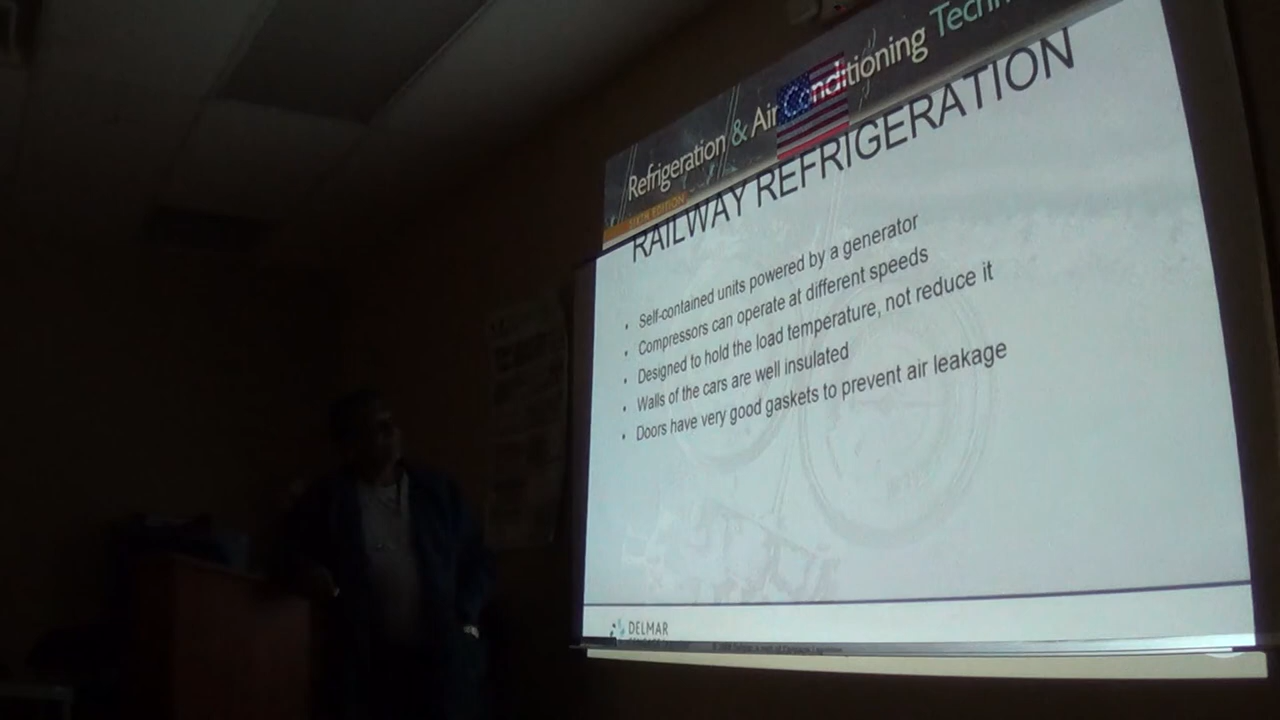 Refrigeration & Air Conditioning
SIXTH EDITION
RAILWAY REFRIGERATION
• Self-contained units powered by a generator
• Compressors can operate at different speeds
• Designed to hold the load temperature, not reduce it
• Walls of the cars are well insulated
• Doors have very good gaskets to prevent air leakage
DELMAR